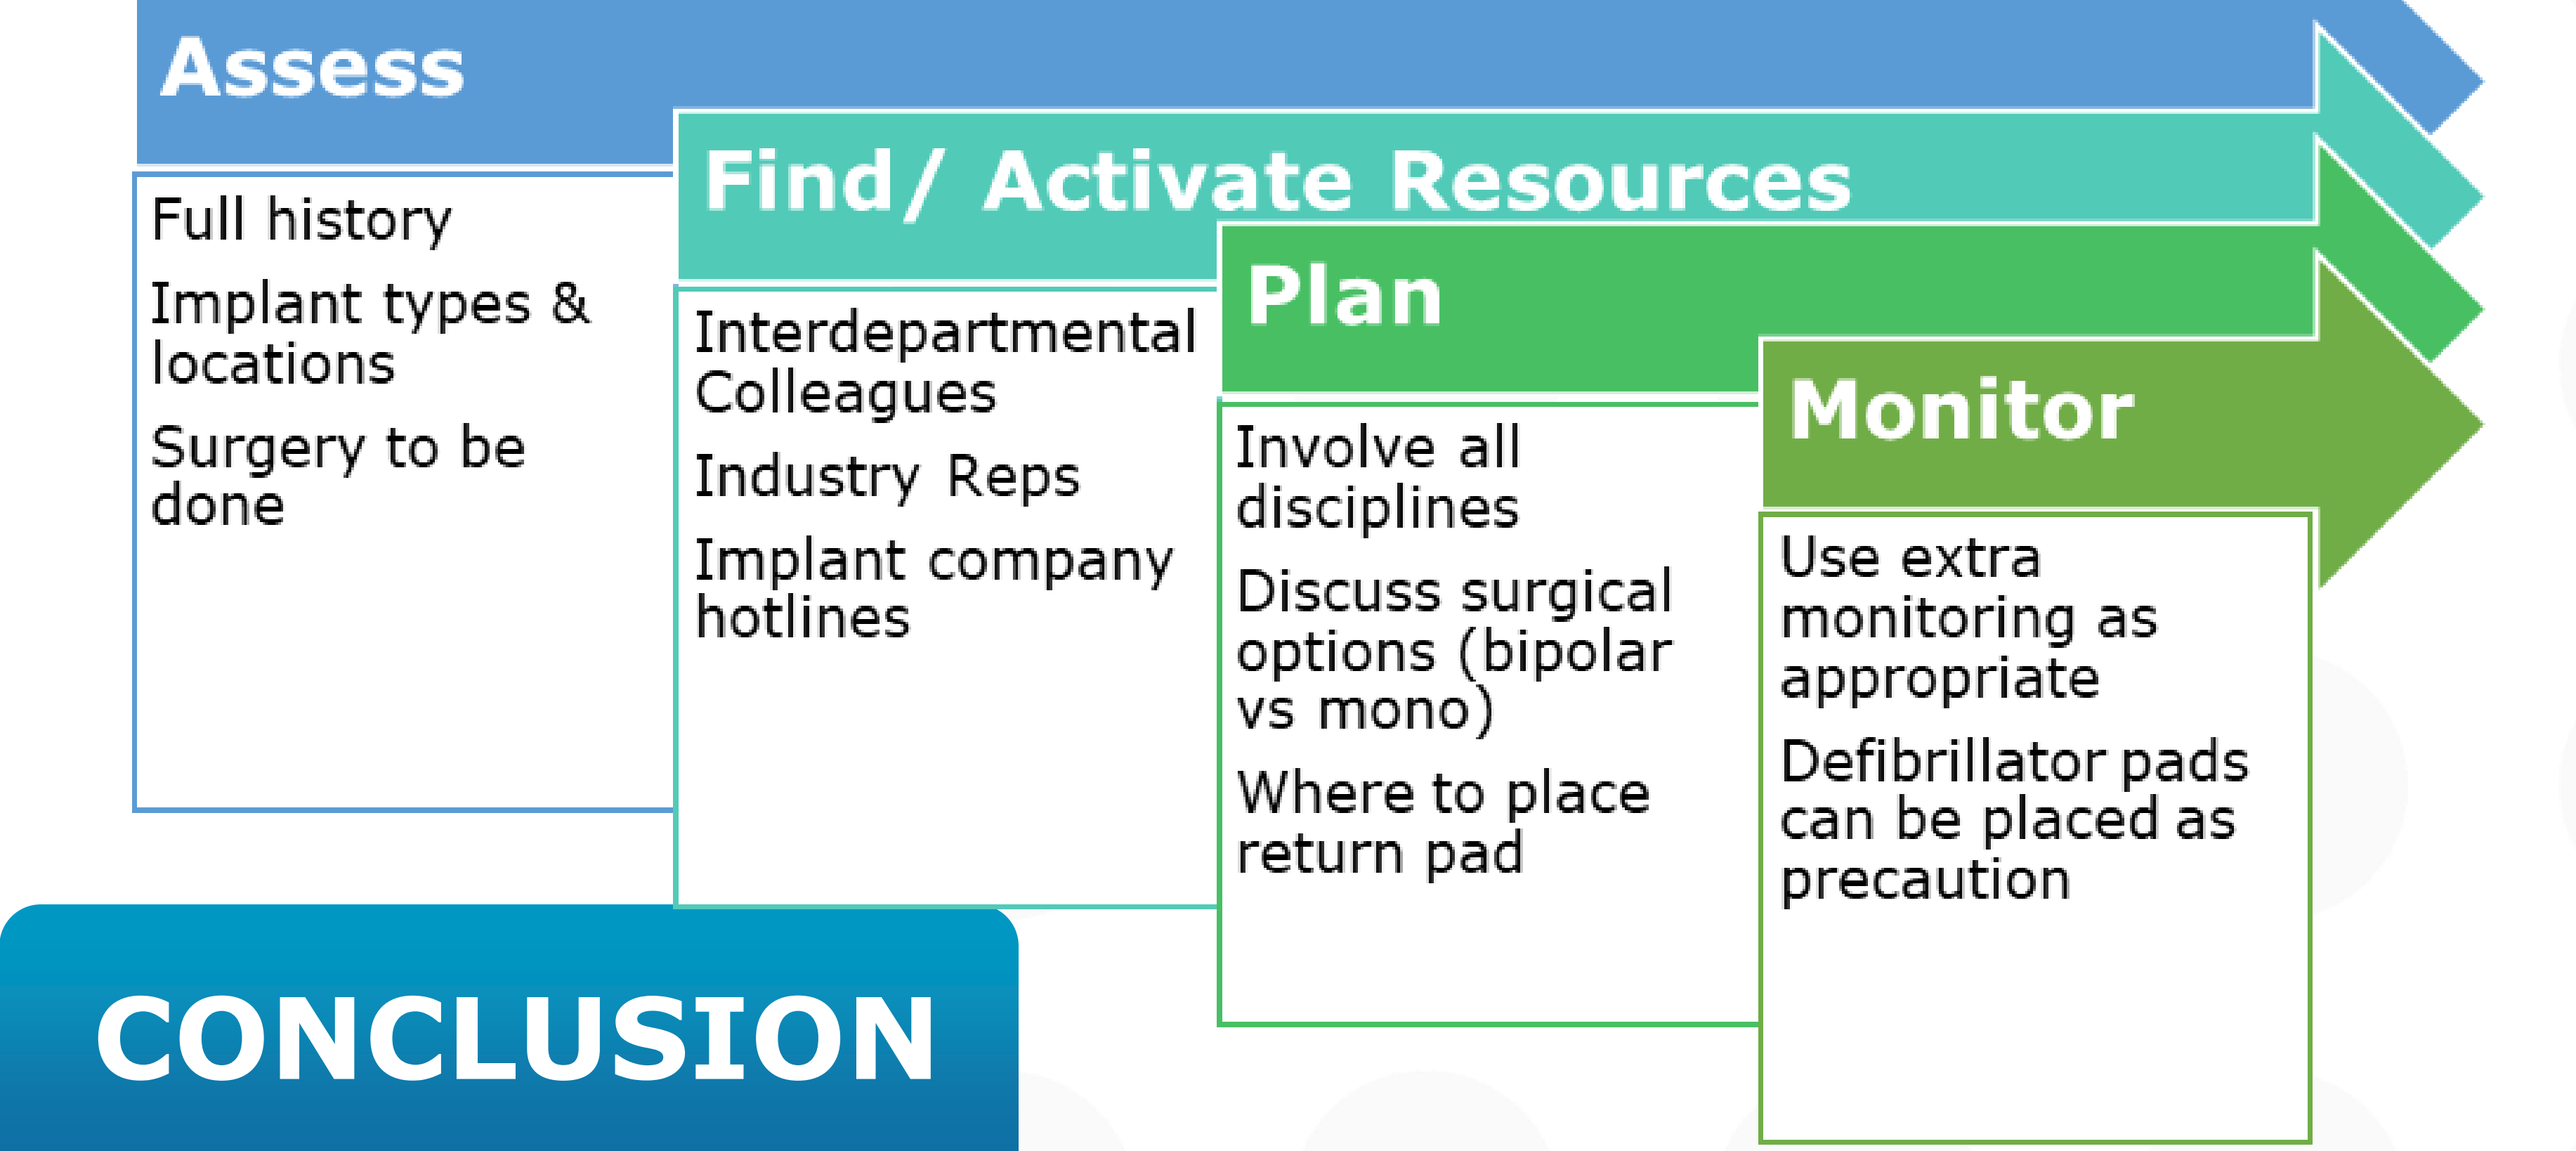 Assess
Full history
Implant types &
locations
Surgery to be
done
Find/ Activate Resources
Interdepartmental
Colleagues
Industry Reps
Implant company
hotlines
Plan
Involve all
disciplines
Discuss surgical
options (bipolar
vs mono)
Where to place
return pad
Monitor
Use extra
monitoring as
appropriate
Defibrillator pads
can be placed as
precaution
CONCLUSION